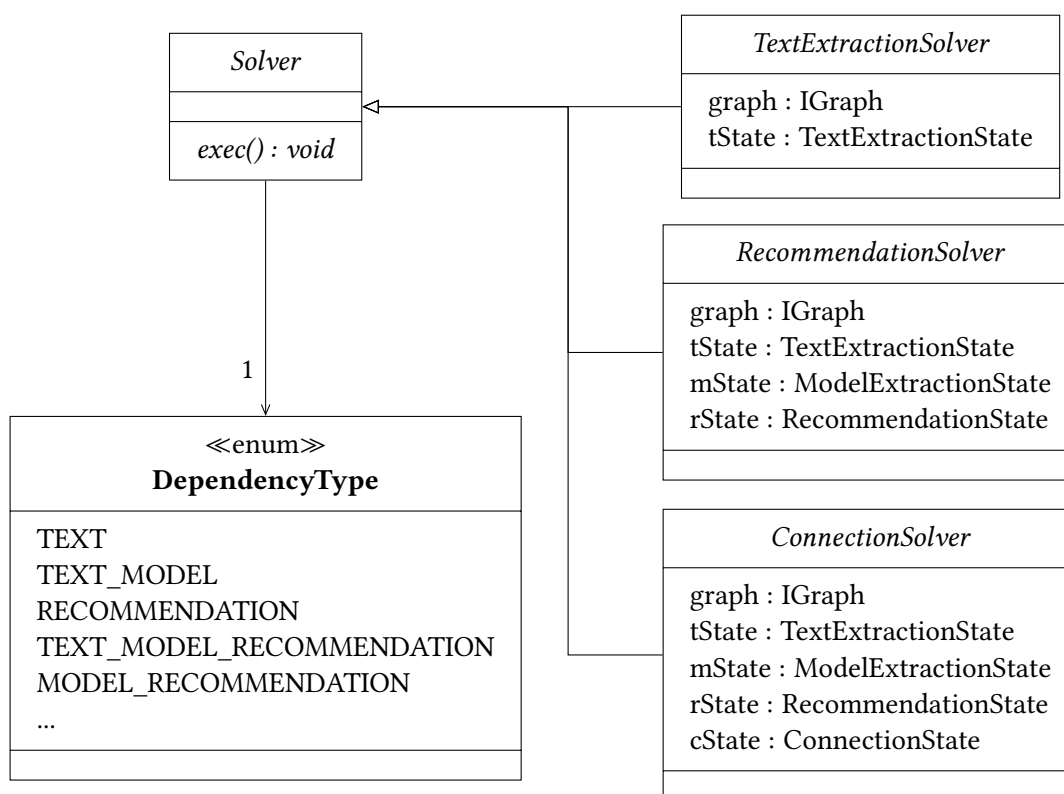 Solver
exec() : void
1
≪enum≫
DependencyType
TEXT
TEXT_MODEL
RECOMMENDATION
TEXT_MODEL_RECOMMENDATION
MODEL_RECOMMENDATION
...
TextExtractionSolver
graph : IGraph
tState : TextExtractionState
RecommendationSolver
graph : IGraph
tState : TextExtractionState
mState : ModelExtractionState
rState : RecommendationState
ConnectionSolver
graph : IGraph
tState : TextExtractionState
mState : ModelExtractionState
rState : RecommendationState
cState : ConnectionState